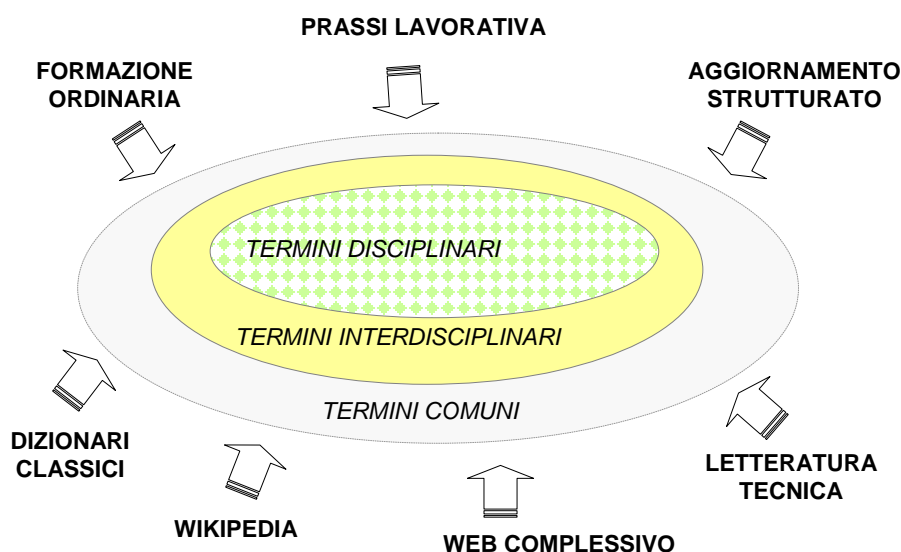 PRASSI LAVORATIVA
FORMAZIONE
ORDINARIA
AGGIORNAMENTO
STRUTTURATO
TERMINI DISCIPLINARI
TERMINI INTERDISCIPLINARI
TERMINI COMUNI
DIZIONARI
CLASSICI
LETTERATURA
TECNICA
WIKIPEDIA
WEB COMPLESSIVO